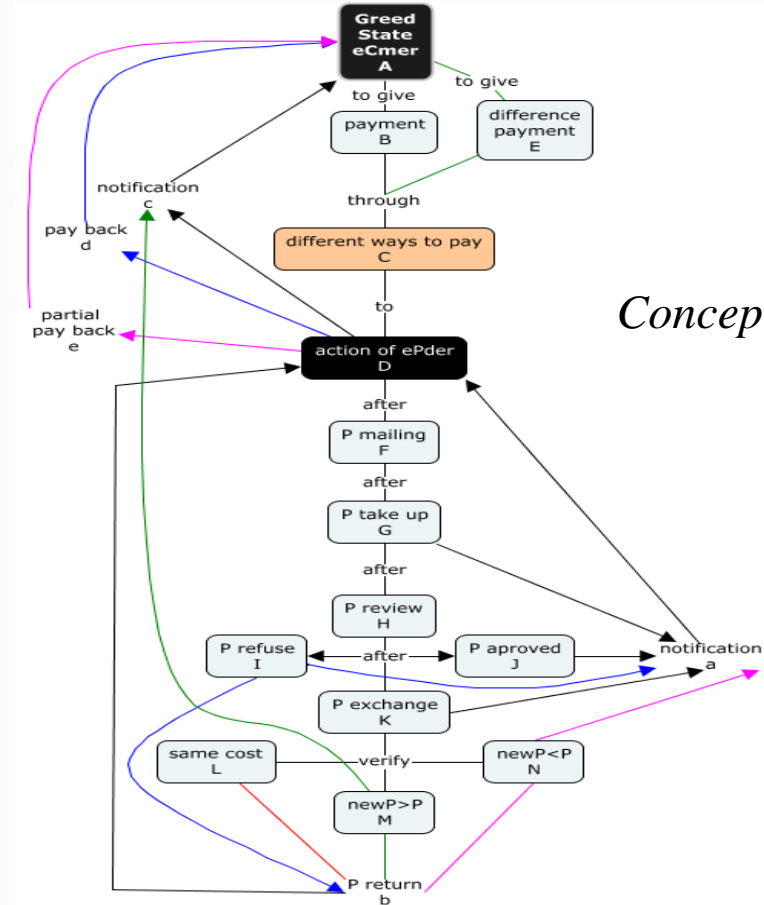 Greed
State
eCmer
A
to give
to give
payment
B
difference
payment
E
notification
c
through
pay back
d
different ways to pay
C
to
partial
pay back
e
Concep
action of ePder
D
after
P mailing
F
after
P take up
G
after
P review
H
P refuse
I
after
P aproved
J
notification
a
P exchange
K
same cost
L
verify
newP<P
N
newP>P
M
P return
b